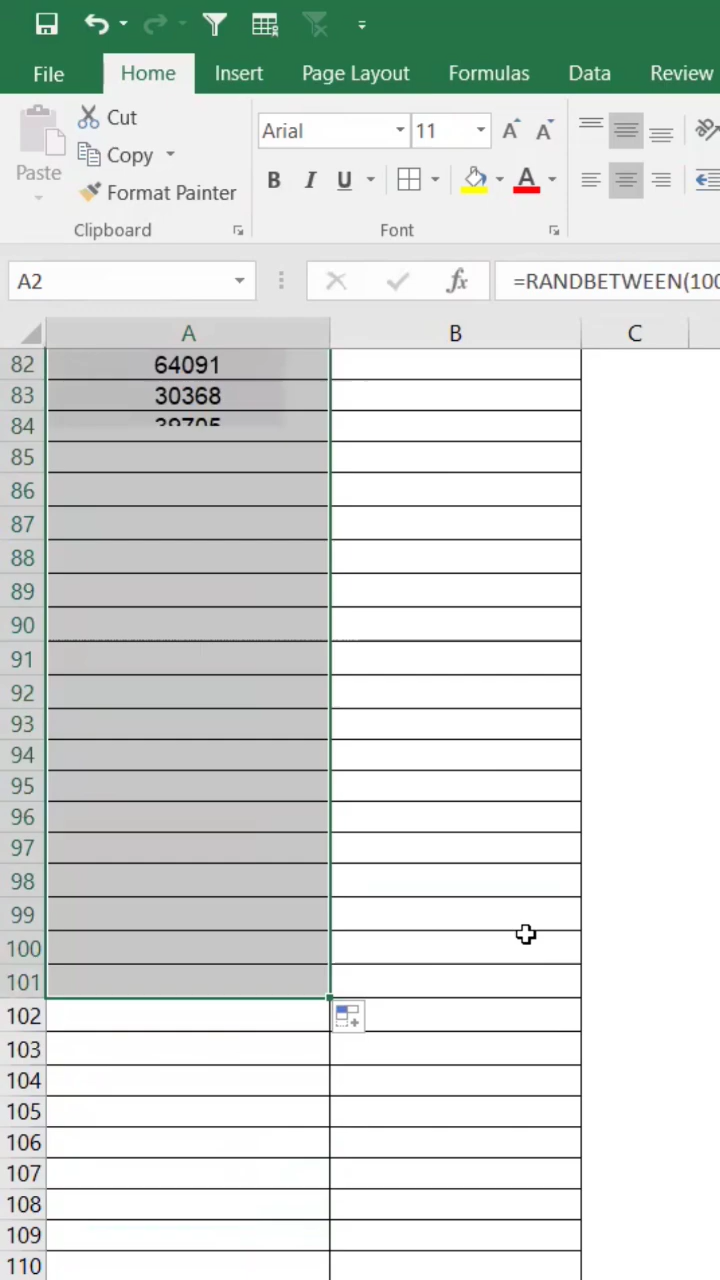 File Home Insert Page Layout Formulas Data Review
Cut
Arial 11 A A
Copy
Paste
B I U A
Format Painter
Clipboard Font
A2 fx =RANDBETWEEN(100
A B C
82 64091
83 30368
84 39705
85
86
87
88
89
90
91
92
93
94
95
96
97
98
99
100
101
102
103
104
105
106
107
108
109
110